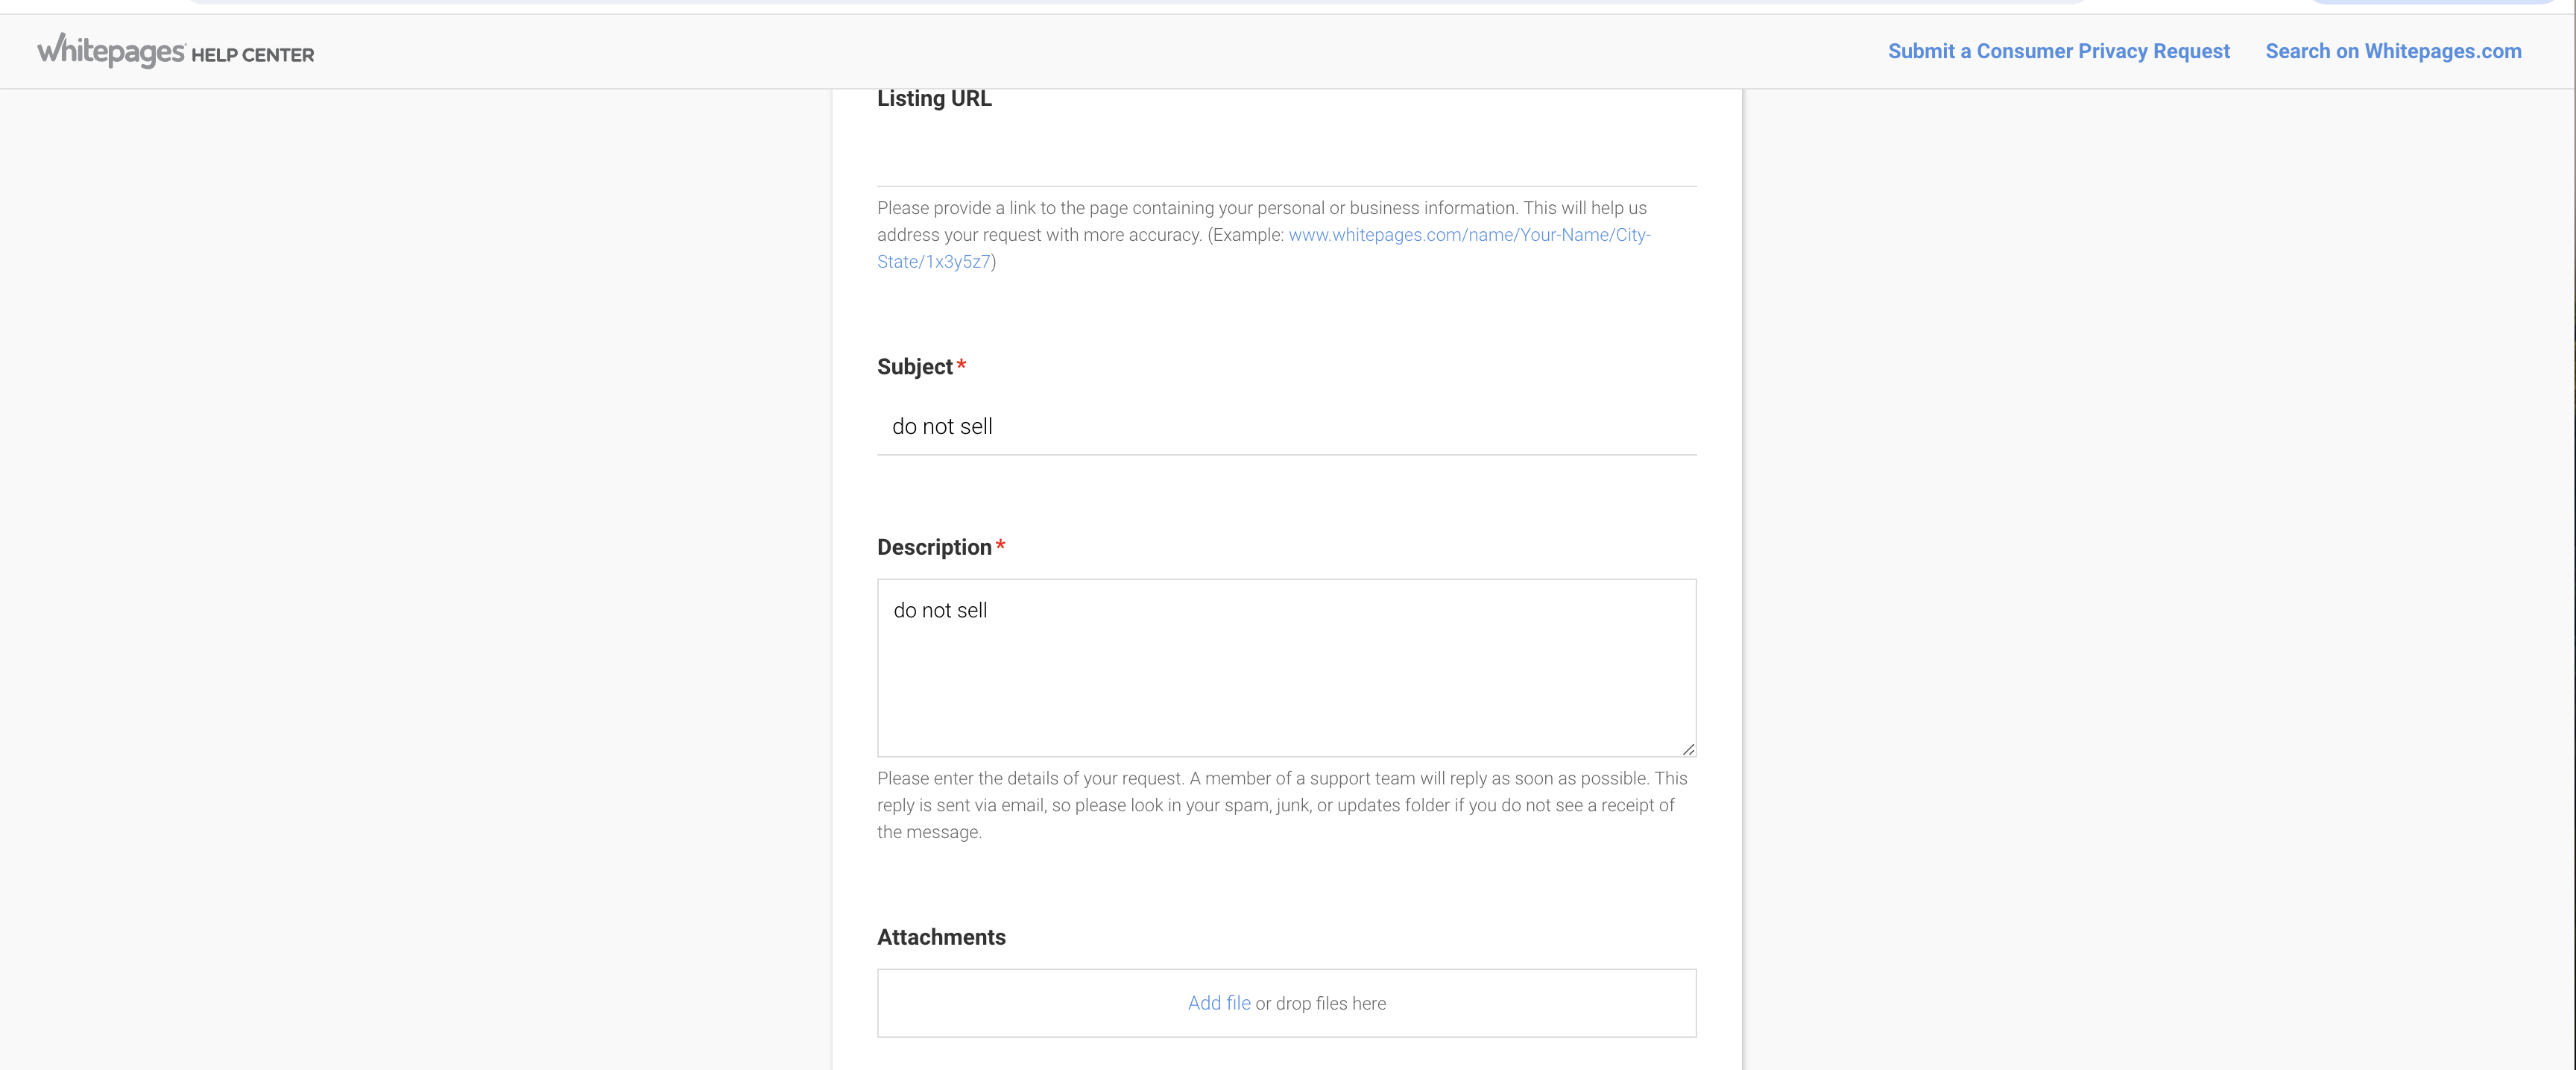 whitepages HELP CENTER
Submit a Consumer Privacy Request
Search on Whitepages.com
Listing URL
Please provide a link to the page containing your personal or business information. This will help us
address your request with more accuracy. (Example: www.whitepages.com/name/Your-Name/City-
State/1x3y5z7)
Subject*
do not sell
Description*
do not sell
Please enter the details of your request. A member of a support team will reply as soon as possible. This
reply is sent via email, so please look in your spam, junk, or updates folder if you do not see a receipt of
the message.
Attachments
Add file or drop files here